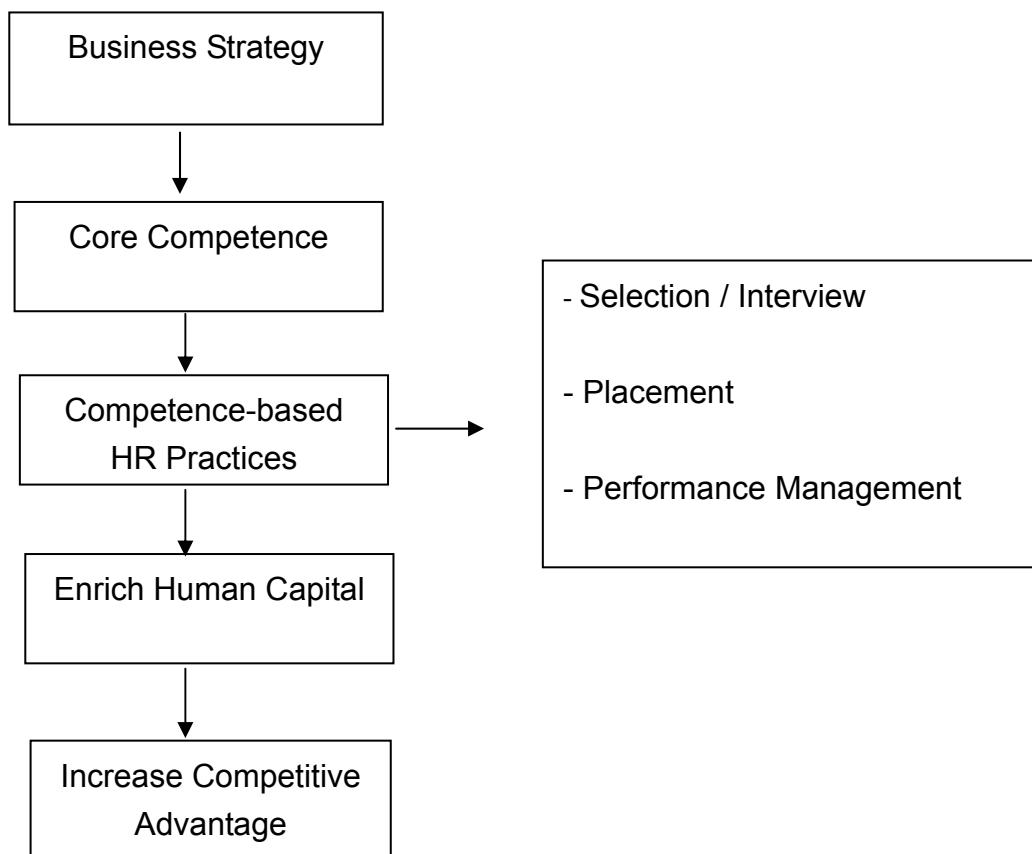 Business Strategy
Core Competence
Competence-based
HR Practices
- Selection / Interview
- Placement
- Performance Management
Enrich Human Capital
Increase Competitive
Advantage